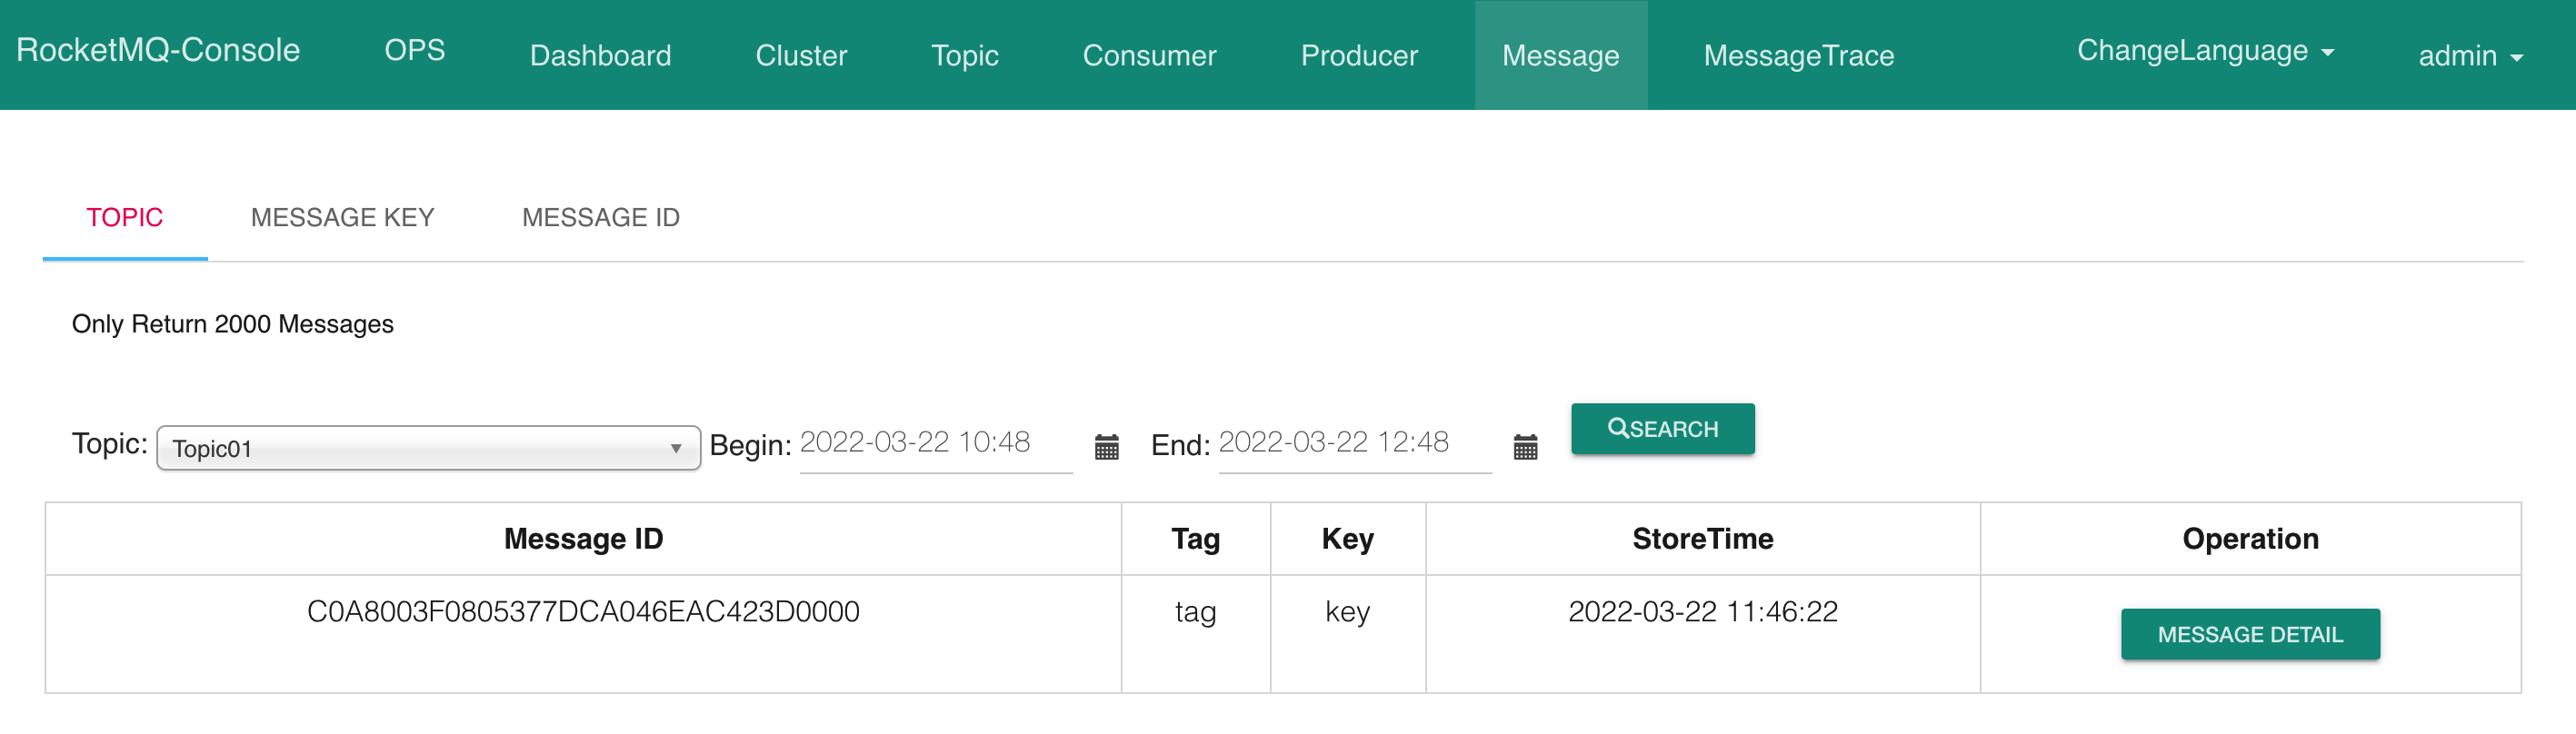 RocketMQ-Console OPS Dashboard Cluster Topic Consumer Producer Message MessageTrace ChangeLanguage admin
TOPIC MESSAGE KEY MESSAGE ID
Only Return 2000 Messages
Topic: Topic01 Begin: 2022-03-22 10:48 End: 2022-03-22 12:48 SEARCH
Message ID Tag Key StoreTime Operation
C0A8003F0805377DCA046EAC423D0000 tag key 2022-03-22 11:46:22 MESSAGE DETAIL